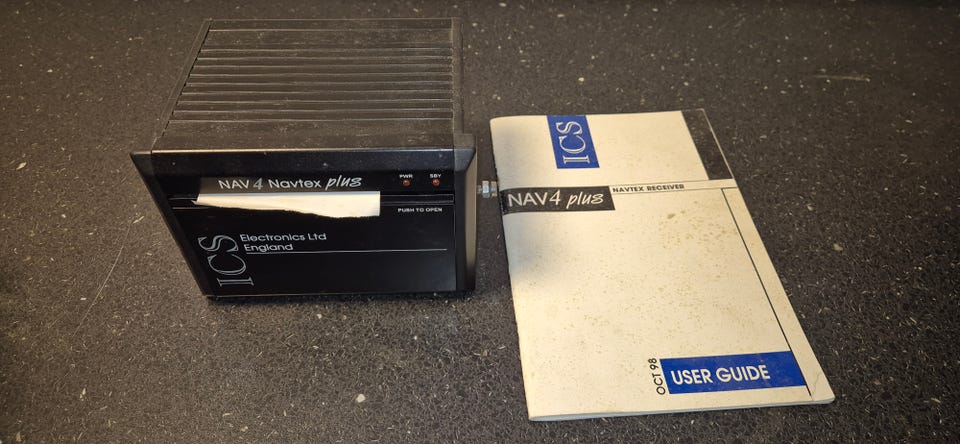 NAV 4 Navtex plus
PWR
SBY
PUSH TO OPEN
ICS
Electronics Ltd
England
ICS
NAV4 plus
NAVTEX RECEIVER
OCT 98
USER GUIDE